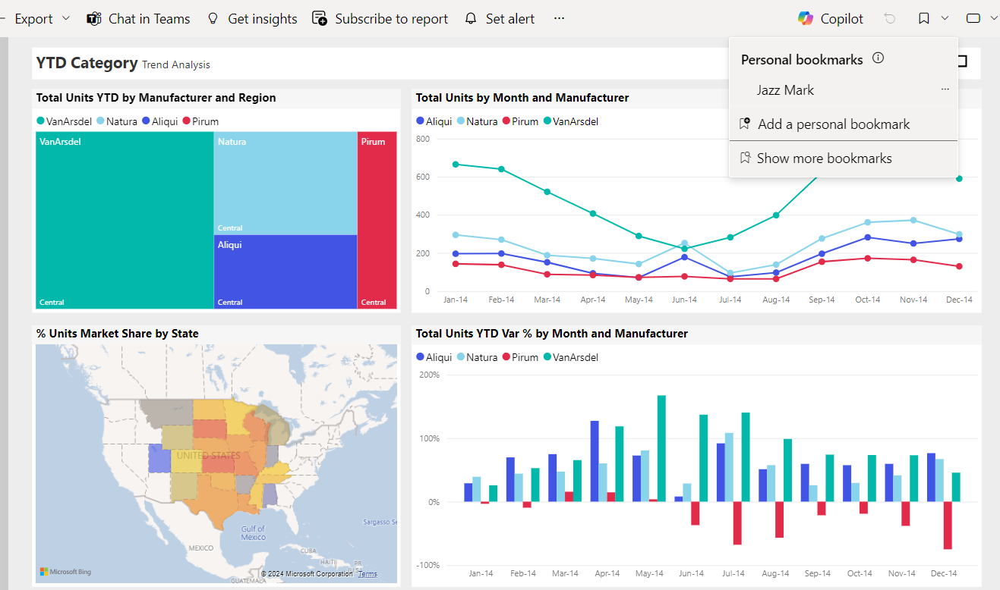 Export Chat in Teams Get insights Subscribe to report Set alert ... Copilot
Personal bookmarks
Jazz Mark ...
Add a personal bookmark
Show more bookmarks
YTD Category Trend Analysis
Total Units YTD by Manufacturer and Region
VanArsdel Natura Aliqui Pirum
VanArsdel Natura Pirum
Central
Aliqui
Central Central Central
Total Units by Month and Manufacturer
Aliqui Natura Pirum VanArsdel
800
600
400
200
0
Jan-14 Feb-14 Mar-14 Apr-14 May-14 Jun-14 Jul-14 Aug-14 Sep-14 Oct-14 Nov-14 Dec-14
% Units Market Share by State
UNITED STATES
Gulf of
Mexico
Sargasso Se
MEXICO
CUBA
HAITI PR
U.S.
GUATEMALA
Microsoft Bing
© 2024 Microsoft Corporation Terms
Total Units YTD Var % by Month and Manufacturer
Aliqui Natura Pirum VanArsdel
200%
100%
0%
-100%
Jan-14 Feb-14 Mar-14 Apr-14 May-14 Jun-14 Jul-14 Aug-14 Sep-14 Oct-14 Nov-14 Dec-14